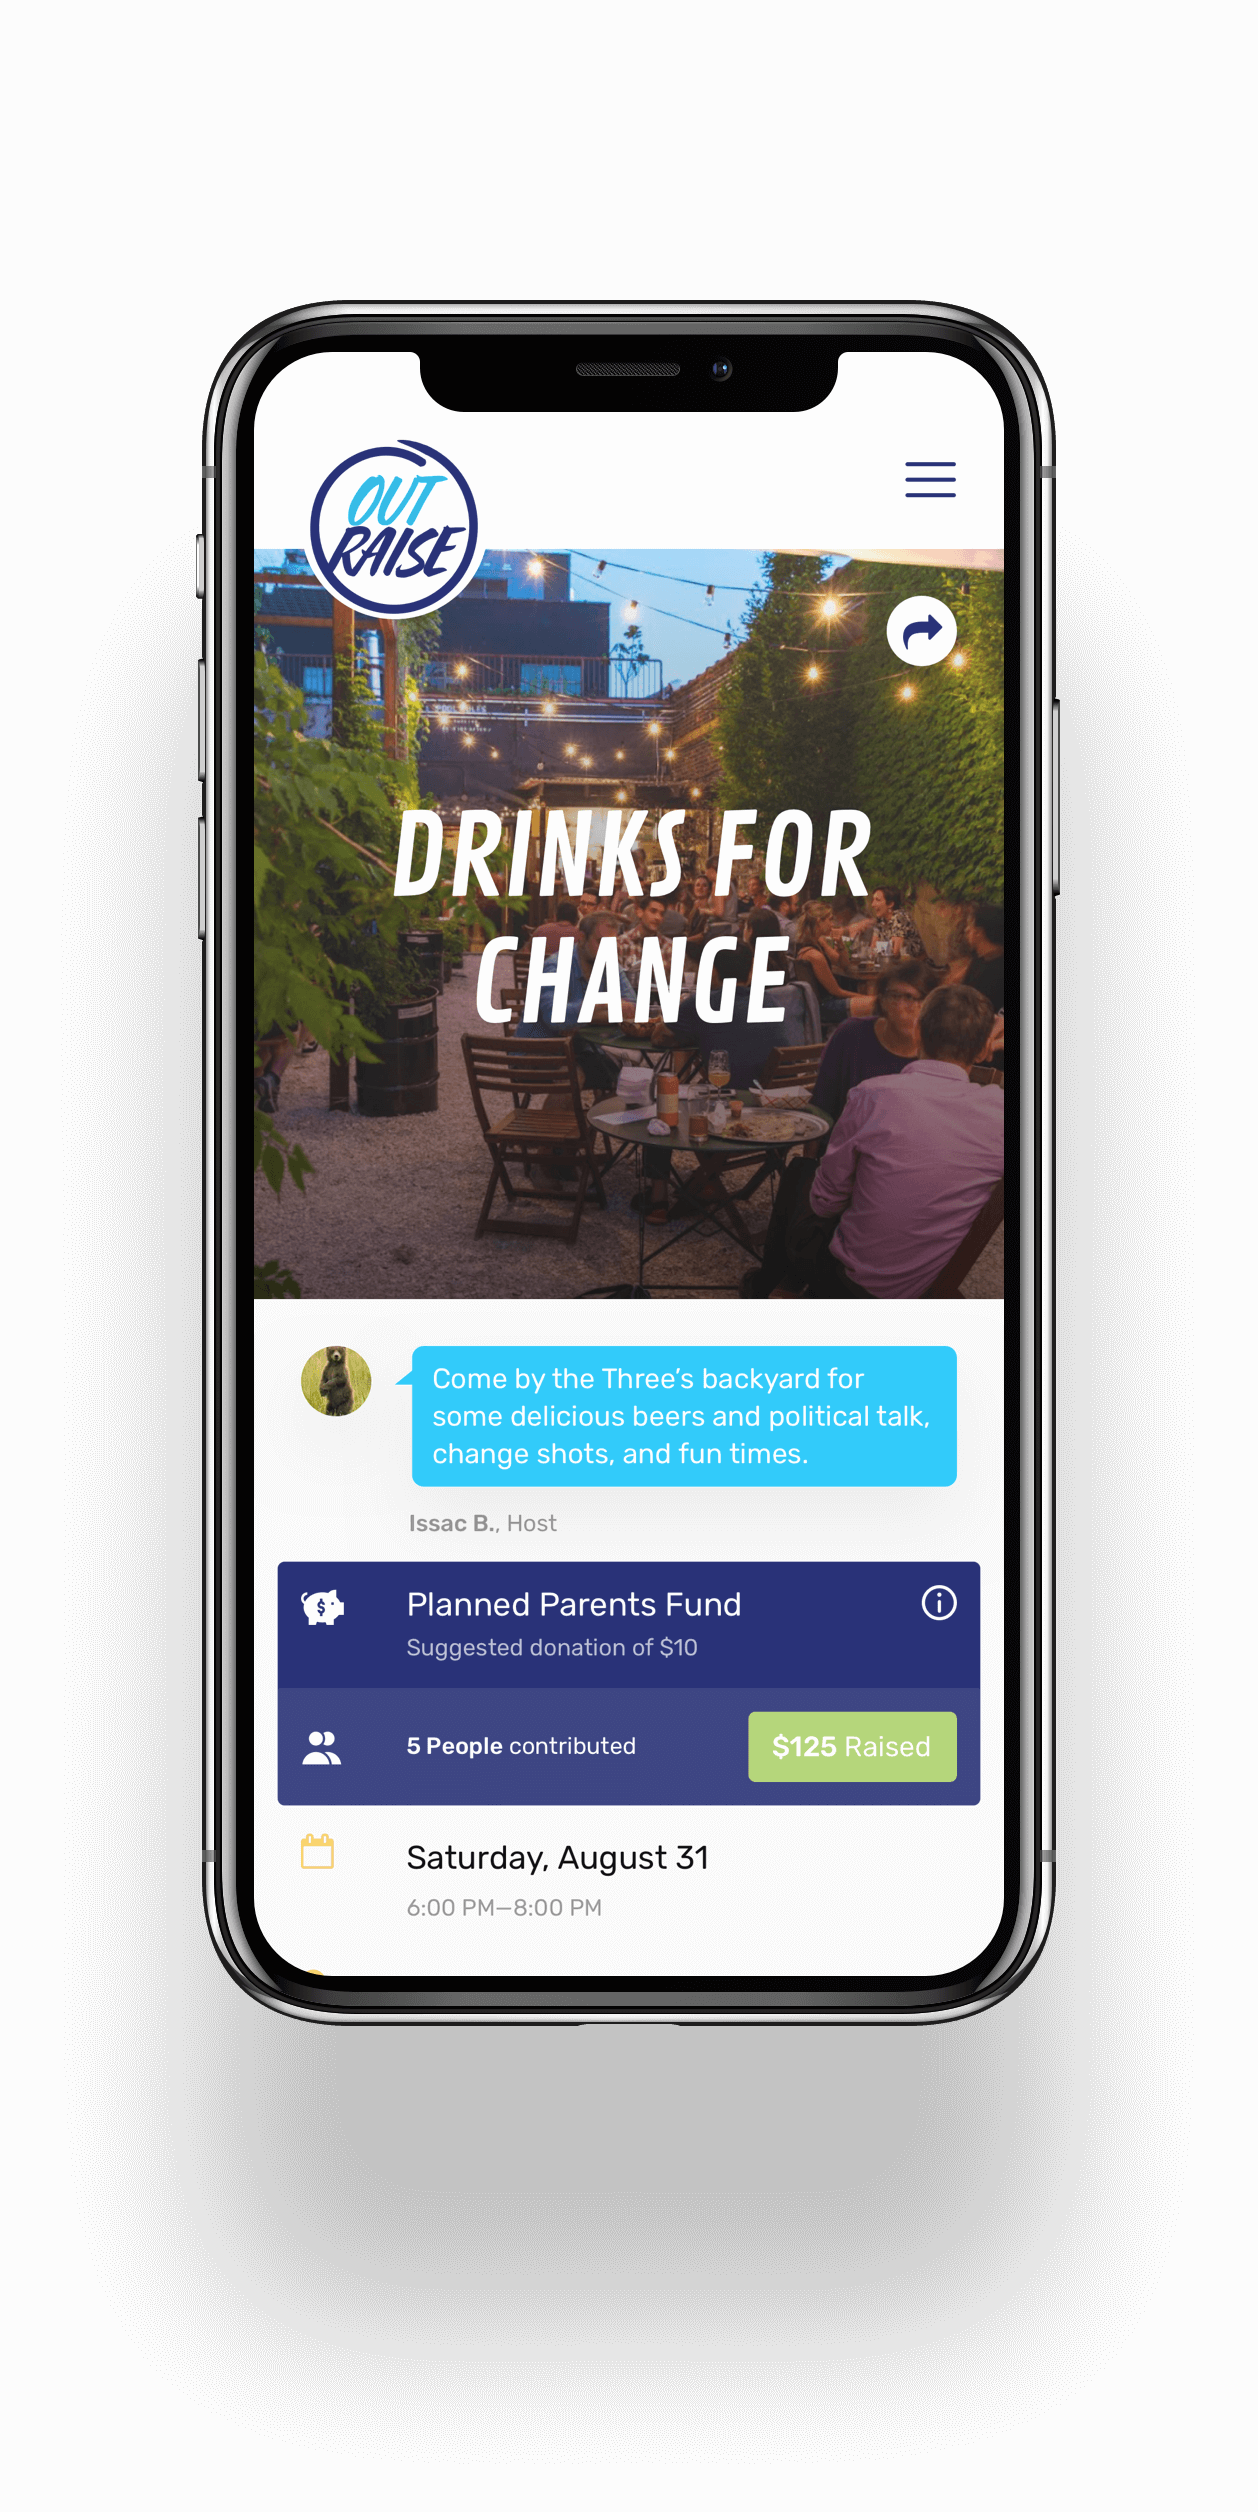 OUT
RAISE
DRINKS FOR
CHANGE
Come by the Three’s backyard for
some delicious beers and political talk,
change shots, and fun times.
Issac B., Host
Planned Parents Fund
Suggested donation of $10
5 People contributed
$125 Raised
Saturday, August 31
6:00 PM–8:00 PM